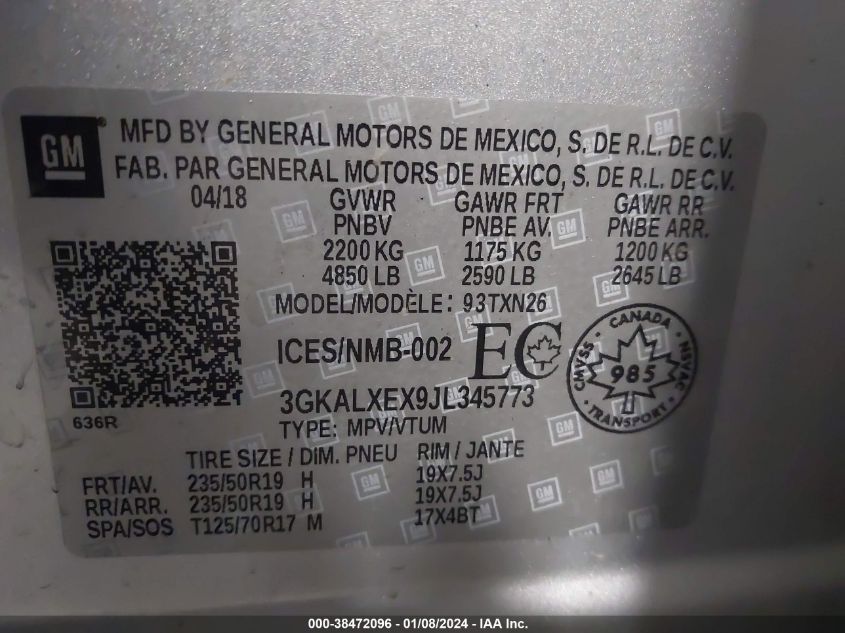 GM
MFD BY GENERAL MOTORS DE MEXICO, S. DE R.L. DE C.V.
FAB. PAR GENERAL MOTORS DE MEXICO, S. DE R.L. DE C.V.
04/18 GVWR GAWR FRT GAWR RR
PNBV PNBE AV. PNBE ARR.
2200 KG 1175 KG 1200 KG
4850 LB 2590 LB 2645 LB
MODEL/MODÈLE: 93TXN26
ICES/NMB-002 EC
CANADA
CMVSS 985 NSVAC
TRANSPORT
3GKALXEX9JL345773
636R
TYPE: MPV/VTUM
TIRE SIZE / DIM. PNEU RIM / JANTE
FRT/AV. 235/50R19 H 19X7.5J
RR/ARR. 235/50R19 H 19X7.5J
SPA/SOS T125/70R17 M 17X4BT
000-38472096 - 01/08/2024 - IAA Inc.